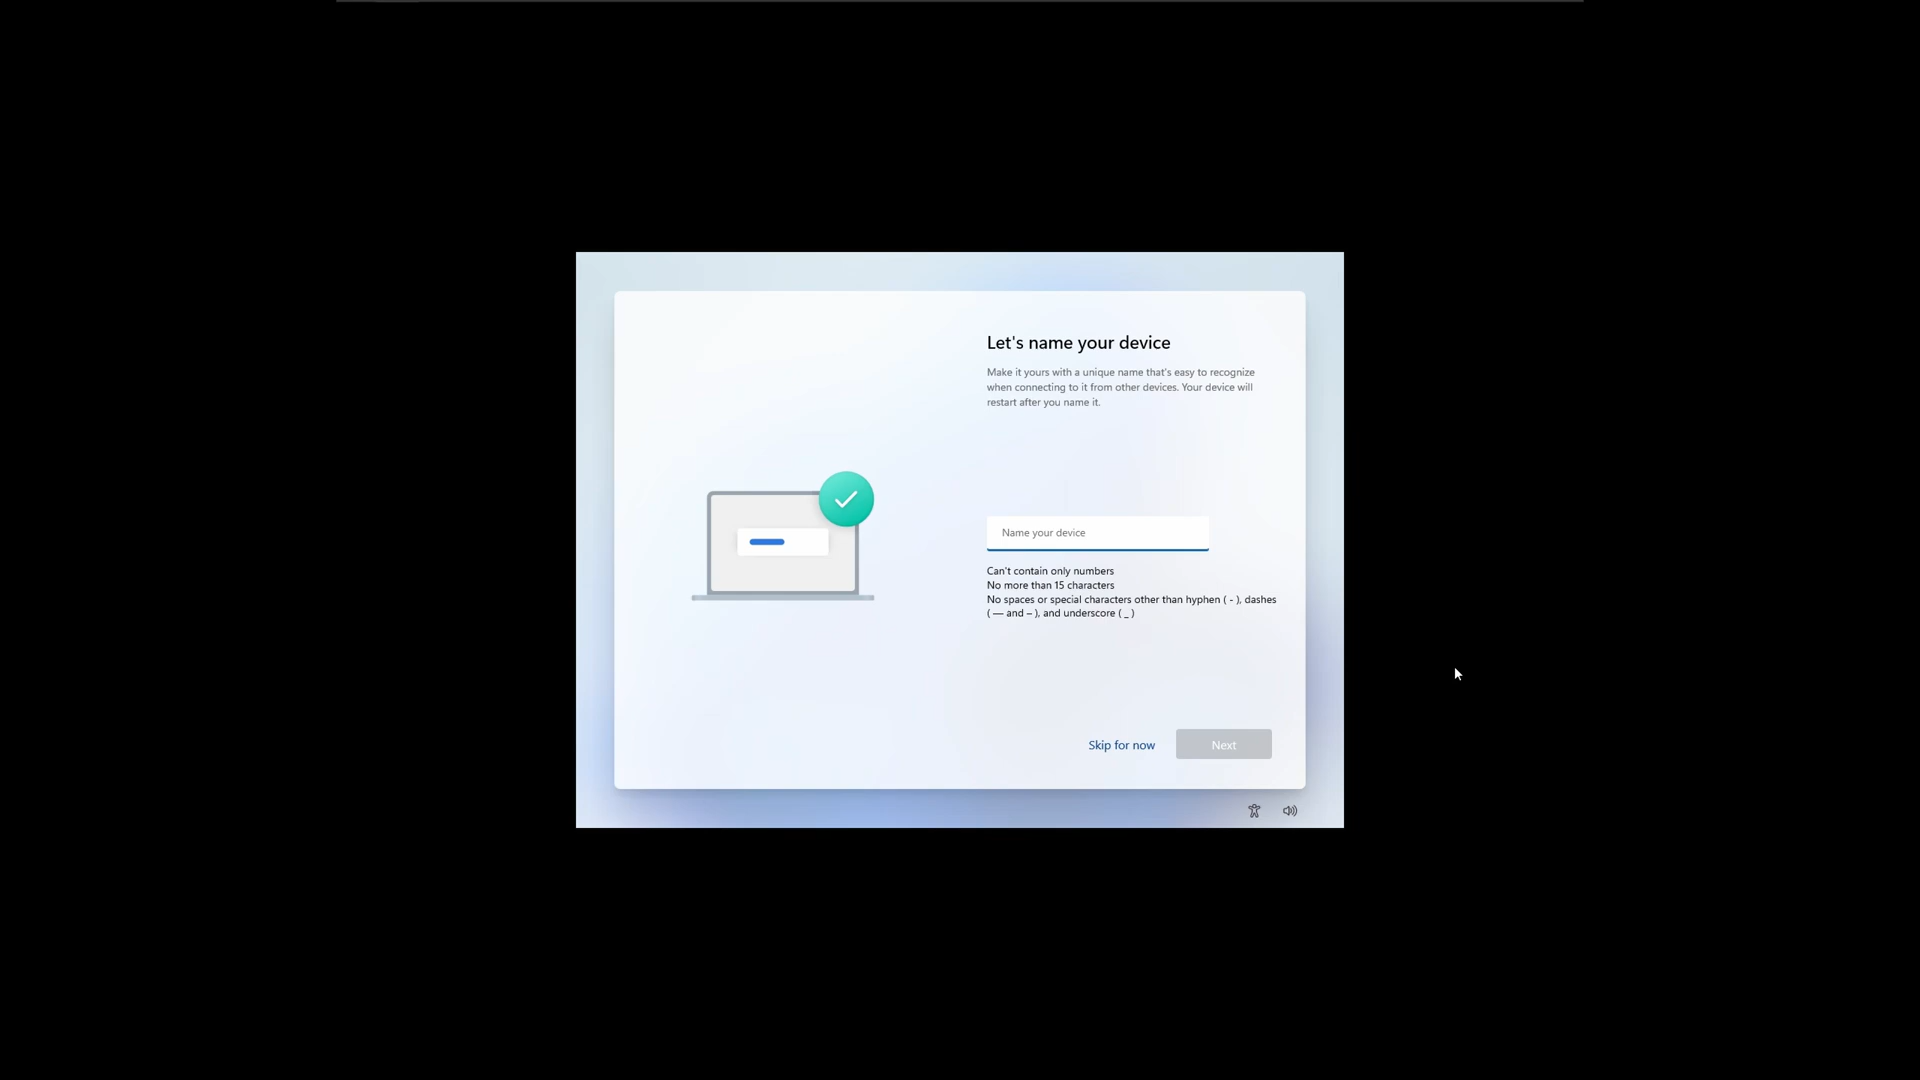 Let's name your device
Make it yours with a unique name that's easy to recognize
when connecting to it from other devices. Your device will
restart after you name it.
Name your device
Can't contain only numbers
No more than 15 characters
No spaces or special characters other than hyphen ( - ), dashes
( — and – ), and underscore ( _ )
Skip for now
Next